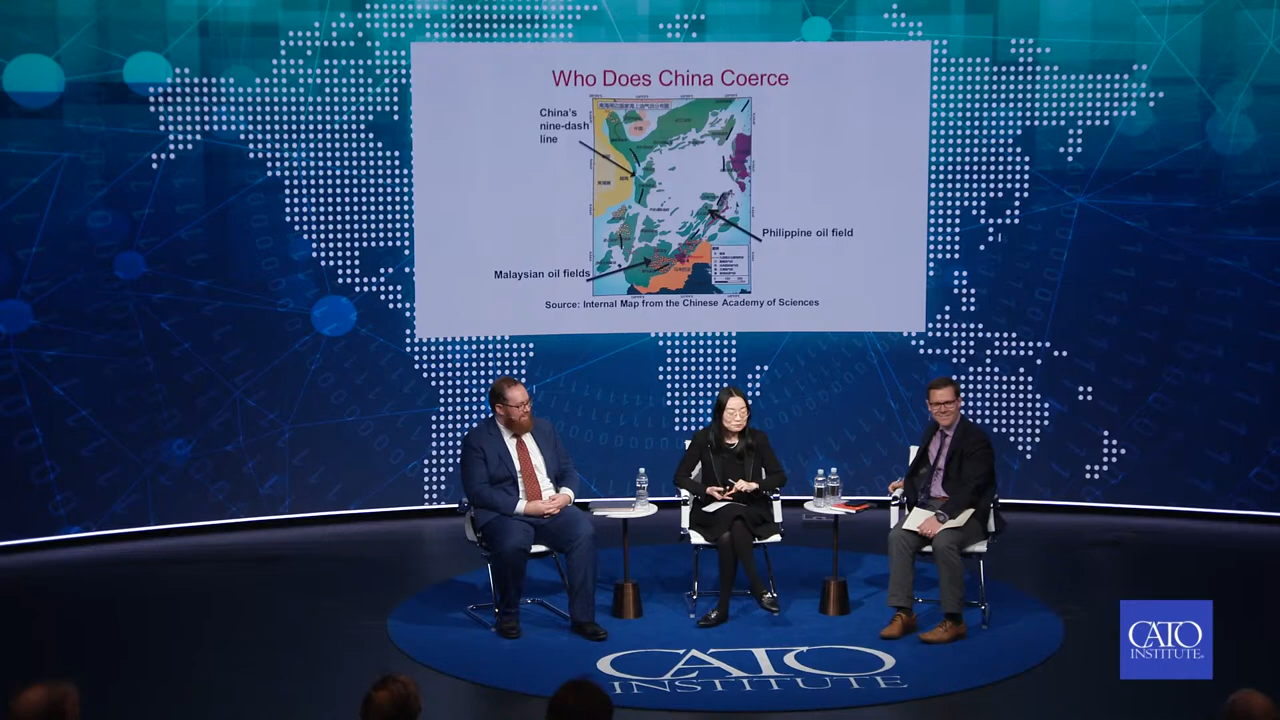 Who Does China Coerce
China's
nine-dash
line
Philippine oil field
Malaysian oil fields
Source: Internal Map from the Chinese Academy of Sciences
CATO
INSTITUTE
CATO
INSTITUTE